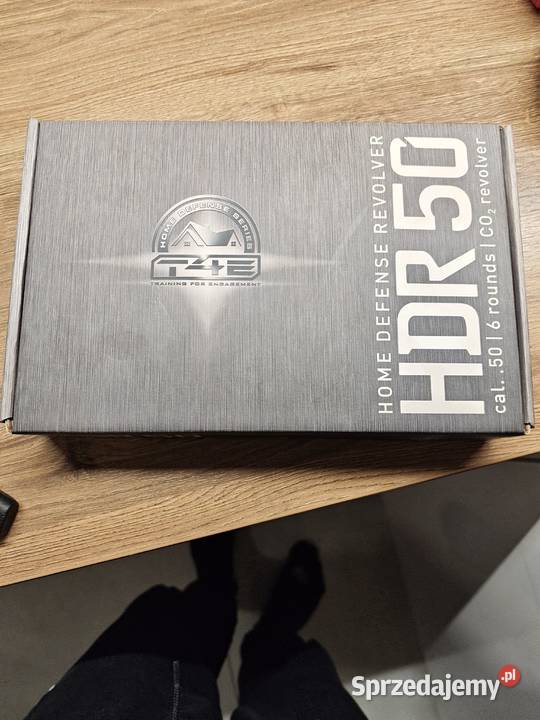 HOME DEFENSE SERIES
T4E
TRAINING FOR ENGAGEMENT
HOME DEFENSE REVOLVER
HDR 50
cal. .50 | 6 rounds | CO₂ revolver
Sprzedajemy.pl